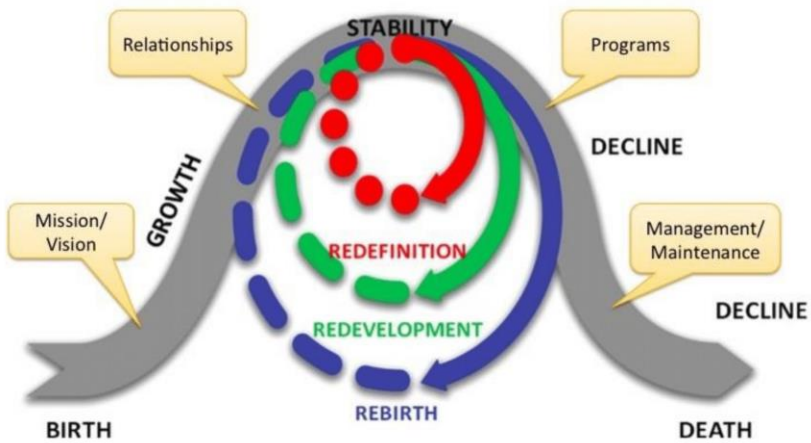 STABILITY
Relationships
Programs
DECLINE
GROWTH
Mission/
Vision
Management/
Maintenance
REDEFINITION
DECLINE
REDEVELOPMENT
REBIRTH
BIRTH
DEATH